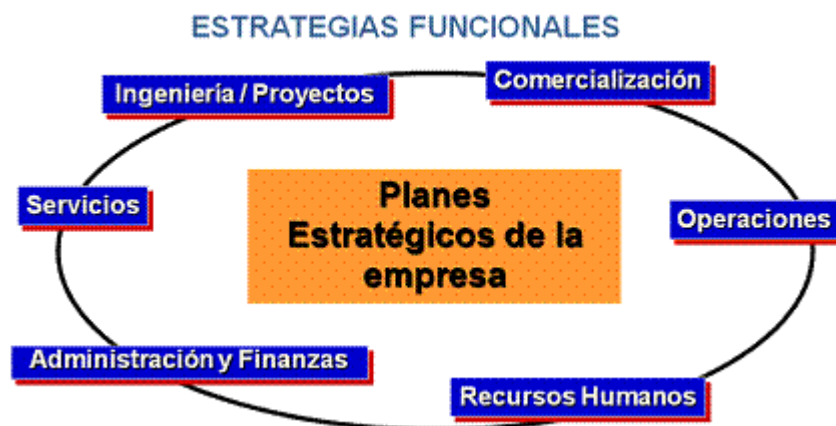 ESTRATEGIAS FUNCIONALES
Ingeniería / Proyectos
Comercialización
Servicios
Planes
Estratégicos de la
empresa
Operaciones
Administración y Finanzas
Recursos Humanos